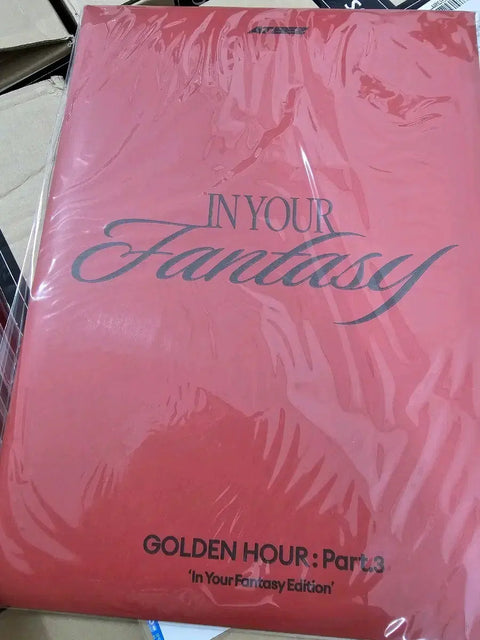 IN YOUR
Fantasy
GOLDEN HOUR : Part.3
'In Your Fantasy Edition'